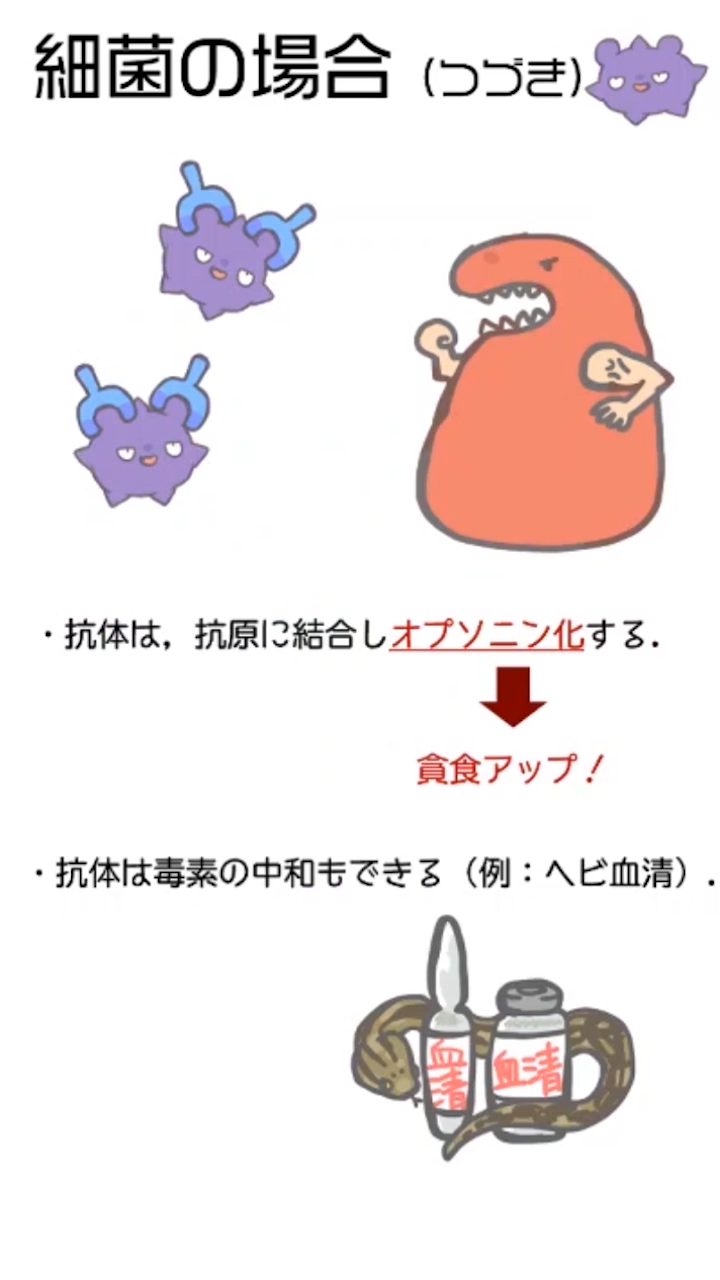 細菌の場合 (つづき)
・抗体は，抗原に結合しオプソニン化する．
貪食アップ！
・抗体は毒素の中和もできる（例：ヘビ血清）．
血清
血清